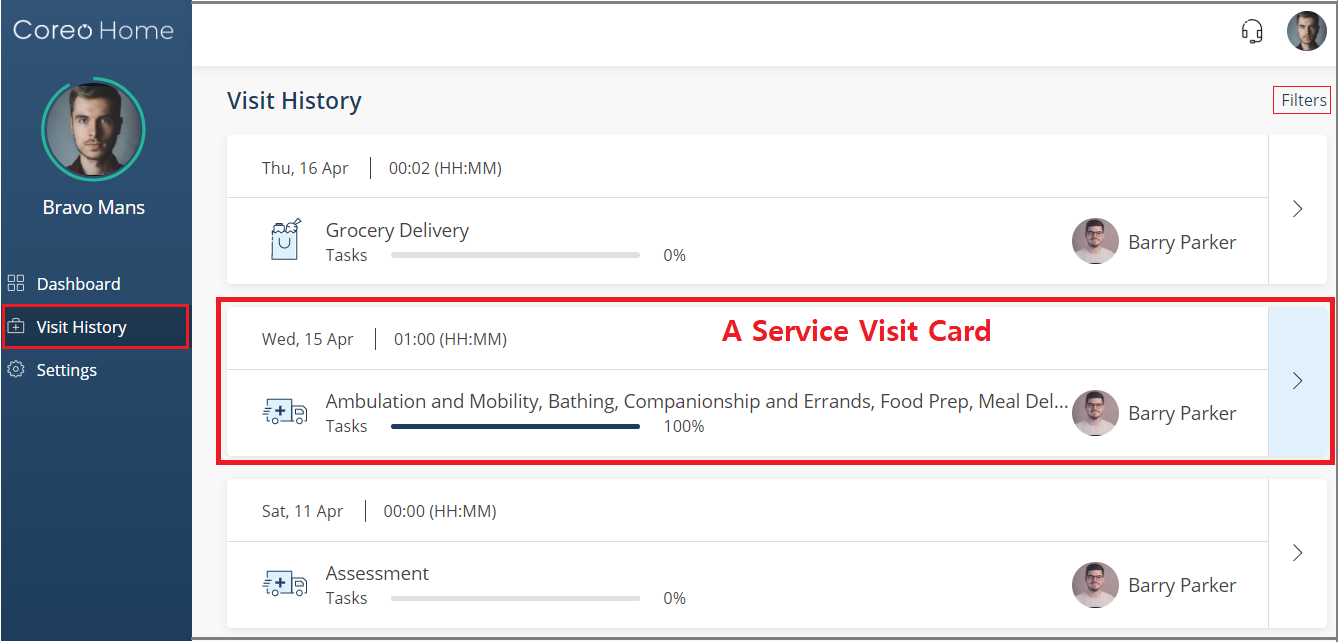 Coreo Home
Bravo Mans
Dashboard
Visit History
Settings
Visit History
Filters
Thu, 16 Apr
00:02 (HH:MM)
Grocery Delivery
Tasks
0%
Barry Parker
A Service Visit Card
Wed, 15 Apr
01:00 (HH:MM)
Ambulation and Mobility, Bathing, Companionship and Errands, Food Prep, Meal Del...
Tasks
100%
Barry Parker
Sat, 11 Apr
00:00 (HH:MM)
Assessment
Tasks
0%
Barry Parker